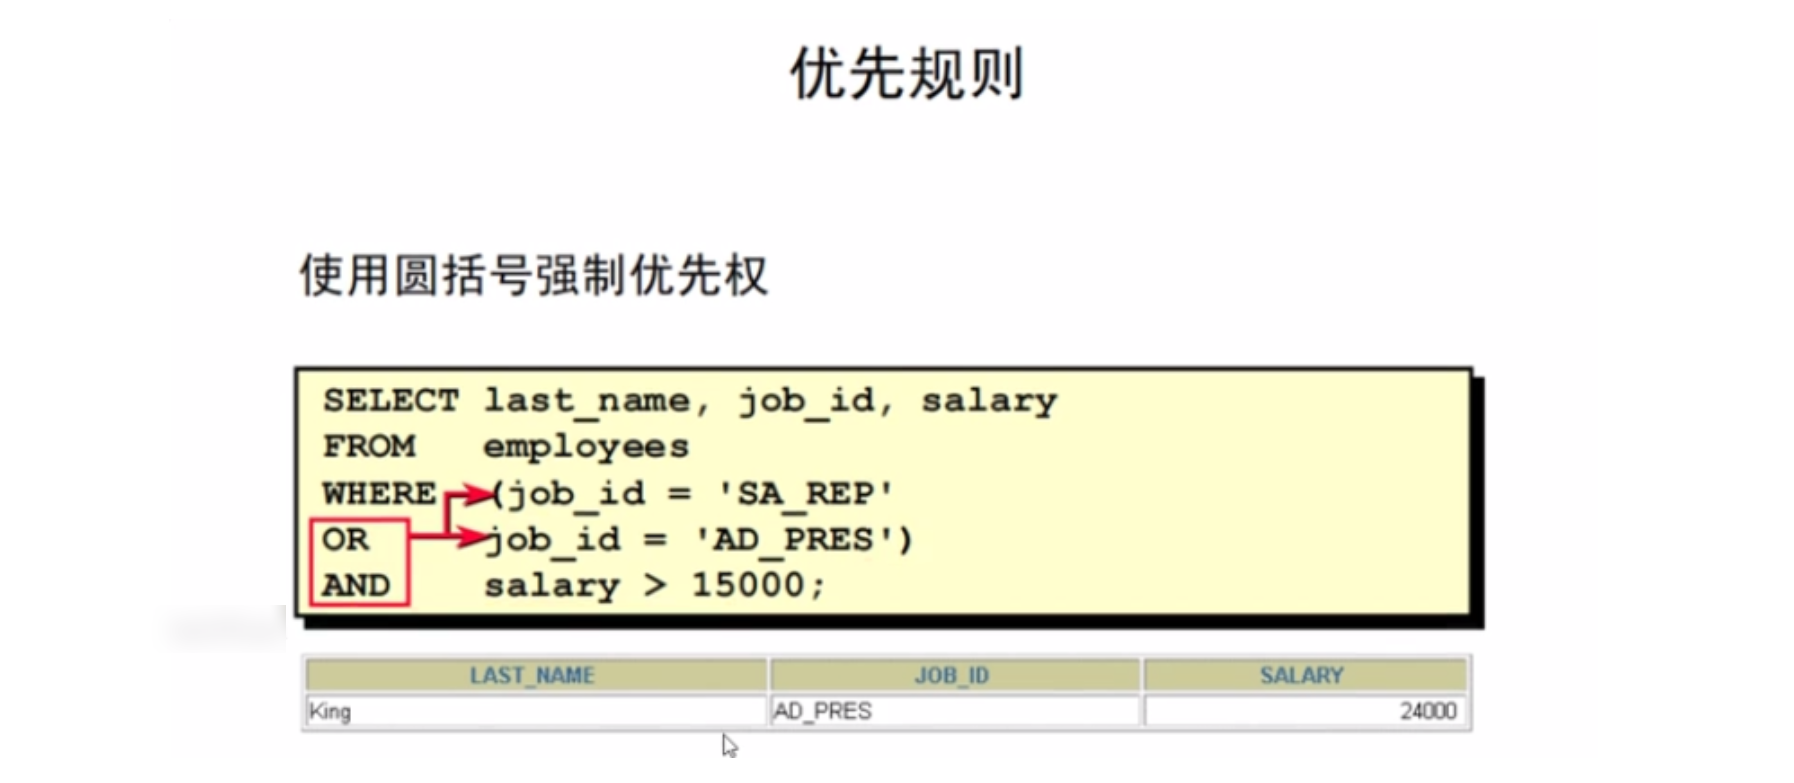 优先规则
使用圆括号强制优先权
SELECT last_name, job_id, salary
FROM employees
WHERE (job_id = 'SA_REP'
OR job_id = 'AD_PRES')
AND salary > 15000;
LAST_NAME JOB_ID SALARY
King AD_PRES 24000